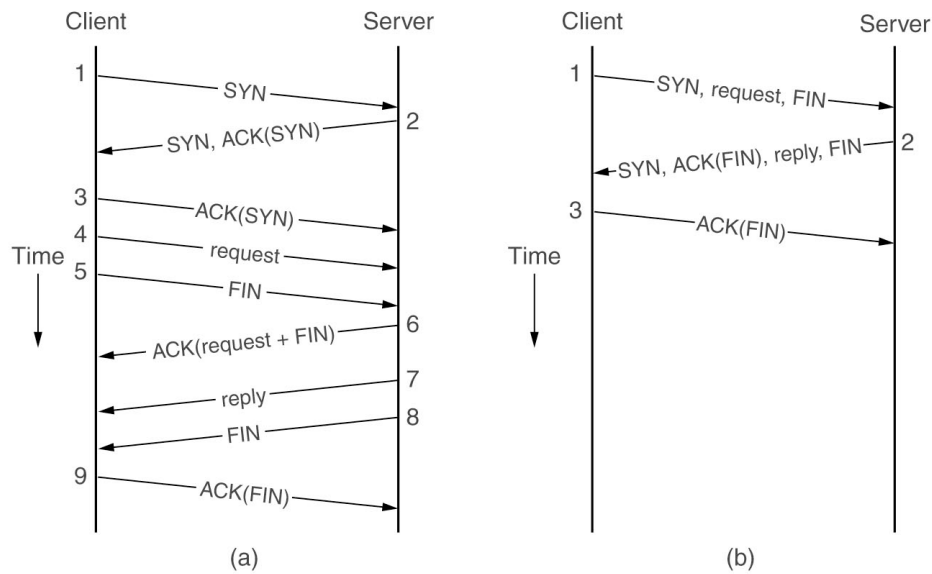 Client
Server
1
SYN
2
SYN, ACK(SYN)
3
ACK(SYN)
4
request
Time
5
FIN
6
ACK(request + FIN)
7
reply
8
FIN
9
ACK(FIN)
(a)
Client
Server
1
SYN, request, FIN
2
SYN, ACK(FIN), reply, FIN
3
ACK(FIN)
Time
(b)